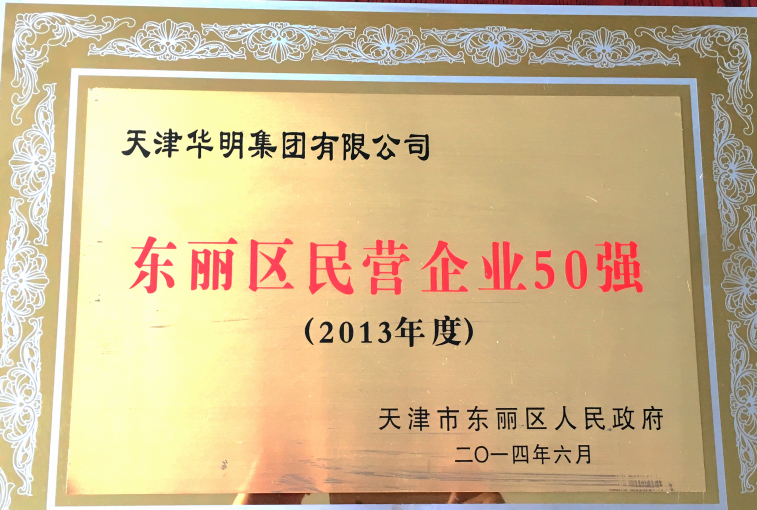 天津华明集团有限公司
东丽区民营企业50强
(2013年度)
天津市东丽区人民政府
二〇一四年六月